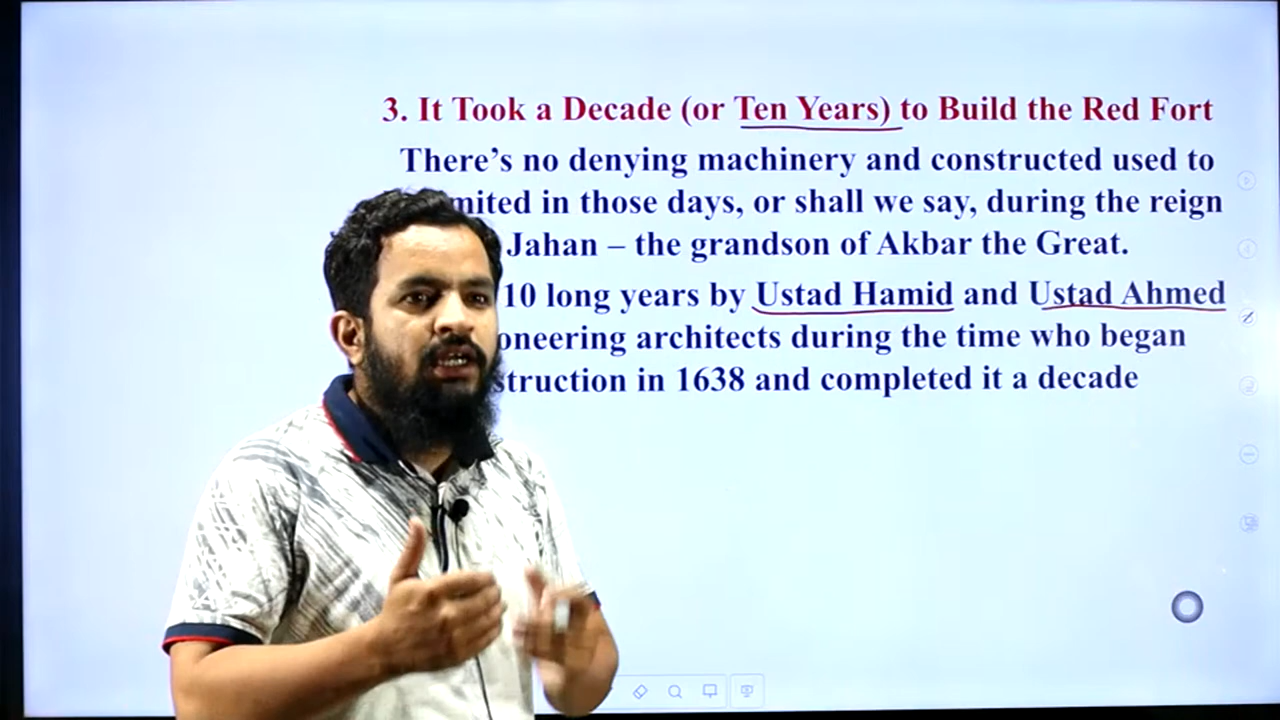 3. It Took a Decade (or Ten Years) to Build the Red Fort
There’s no denying machinery and constructed used to
in those days, or shall we say, during the reign
Jahan – the grandson of Akbar the Great.
10 long years by Ustad Hamid and Ustad Ahmed
architects during the time who began
in 1638 and completed it a decade